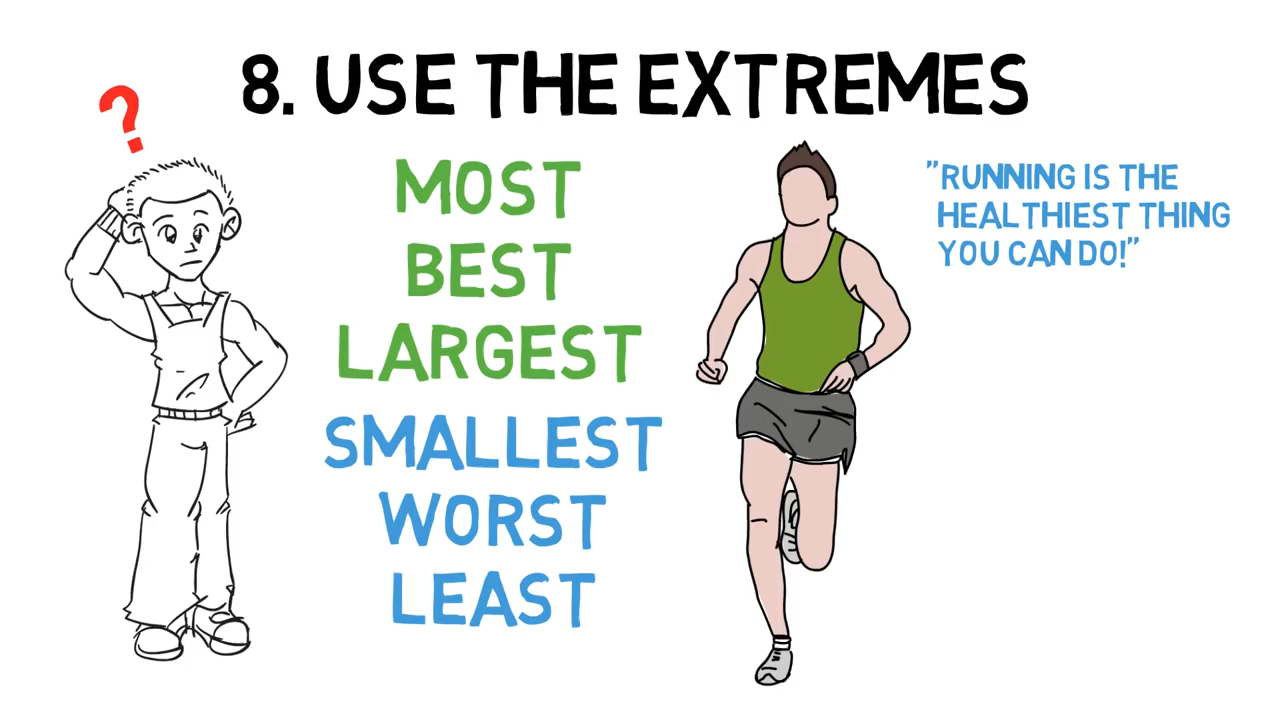 8. USE THE EXTREMES
?
MOST
BEST
LARGEST
SMALLEST
WORST
LEAST
"RUNNING IS THE
HEALTHIEST THING
YOU CAN DO!"